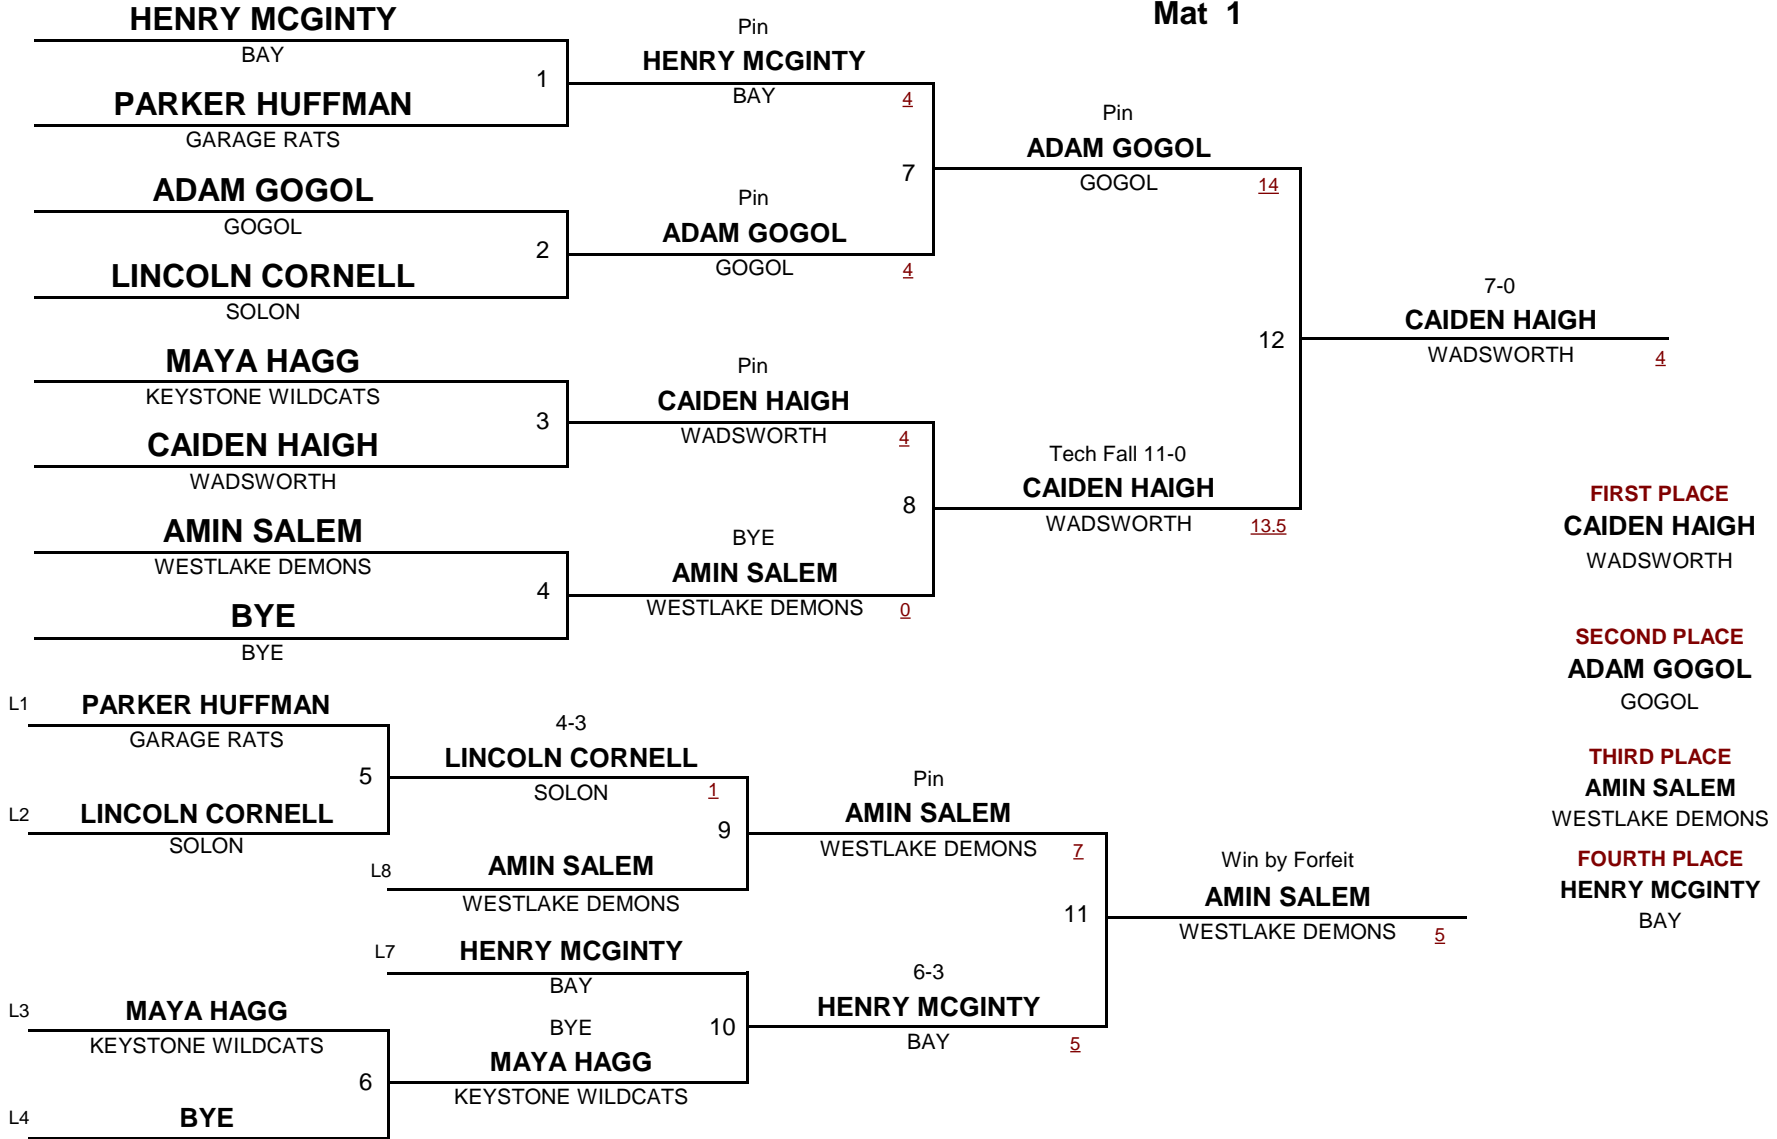 Mat 1
HENRY MCGINTY
BAY
1
PARKER HUFFMAN
GARAGE RATS
Pin
HENRY MCGINTY
BAY 4
ADAM GOGOL
GOGOL
2
LINCOLN CORNELL
SOLON
7
Pin
ADAM GOGOL
GOGOL 4
Pin
ADAM GOGOL
GOGOL 14
MAYA HAGG
KEYSTONE WILDCATS
3
CAIDEN HAIGH
WADSWORTH
Pin
CAIDEN HAIGH
WADSWORTH 4
AMIN SALEM
WESTLAKE DEMONS
4
BYE
BYE
8
BYE
AMIN SALEM
WESTLAKE DEMONS 0
Tech Fall 11-0
CAIDEN HAIGH
WADSWORTH 13.5
12
7-0
CAIDEN HAIGH
WADSWORTH 4
FIRST PLACE
CAIDEN HAIGH
WADSWORTH
SECOND PLACE
ADAM GOGOL
GOGOL
THIRD PLACE
AMIN SALEM
WESTLAKE DEMONS
FOURTH PLACE
HENRY MCGINTY
BAY
L1 PARKER HUFFMAN
GARAGE RATS
5
L2 LINCOLN CORNELL
SOLON
4-3
LINCOLN CORNELL
SOLON 1
9
L8 AMIN SALEM
WESTLAKE DEMONS
Pin
AMIN SALEM
WESTLAKE DEMONS 7
L7 HENRY MCGINTY
BAY
L3 MAYA HAGG
KEYSTONE WILDCATS
6
L4 BYE
BYE
10
MAYA HAGG
KEYSTONE WILDCATS
6-3
HENRY MCGINTY
BAY 5
11
Win by Forfeit
AMIN SALEM
WESTLAKE DEMONS 5